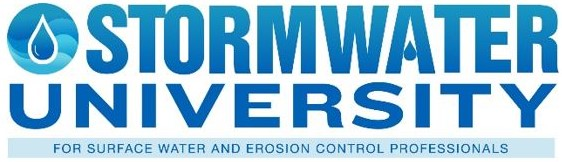 STORMWATER
UNIVERSITY
FOR SURFACE WATER AND EROSION CONTROL PROFESSIONALS